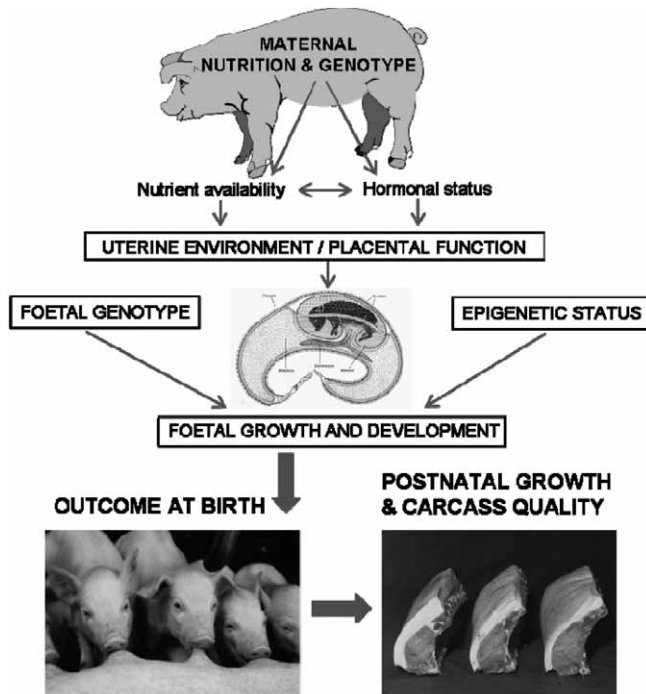 MATERNAL
NUTRITION & GENOTYPE
Nutrient availability
Hormonal status
UTERINE ENVIRONMENT / PLACENTAL FUNCTION
FOETAL GENOTYPE
EPIGENETIC STATUS
FOETAL GROWTH AND DEVELOPMENT
OUTCOME AT BIRTH
POSTNATAL GROWTH
& CARCASS QUALITY